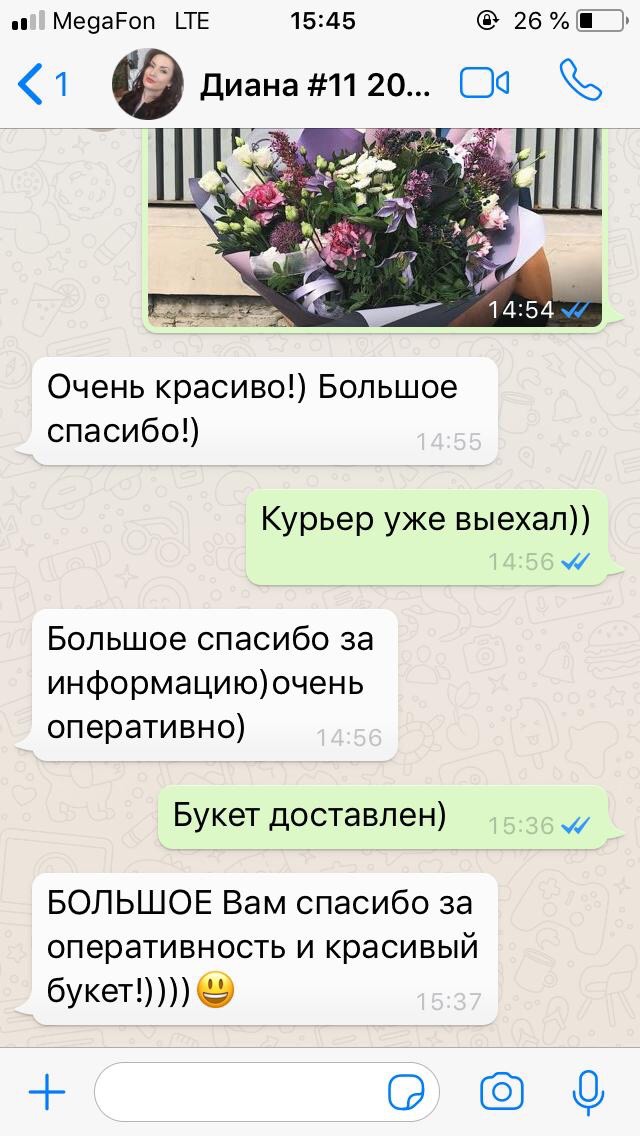 MegaFon LTE 15:45 26 %
1 Диана #11 20...
14:54
Очень красиво!) Большое
спасибо!)
14:55
Курьер уже выехал))
14:56
Большое спасибо за
информацию)очень
оперативно)
14:56
Букет доставлен)
15:36
БОЛЬШОЕ Вам спасибо за
оперативность и красивый
букет!))))😃
15:37